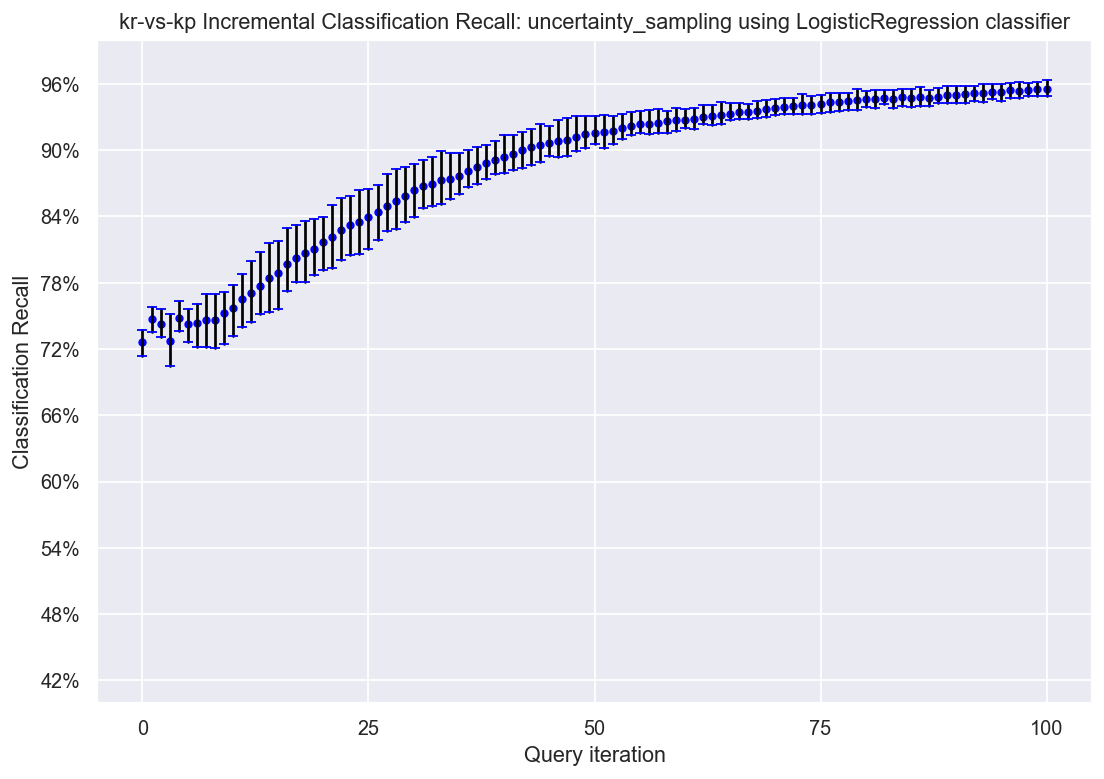 kr-vs-kp Incremental Classification Recall: uncertainty_sampling using LogisticRegression classifier
96%
90%
84%
78%
72%
66%
60%
54%
48%
42%
Classification Recall
0 25 50 75 100
Query iteration